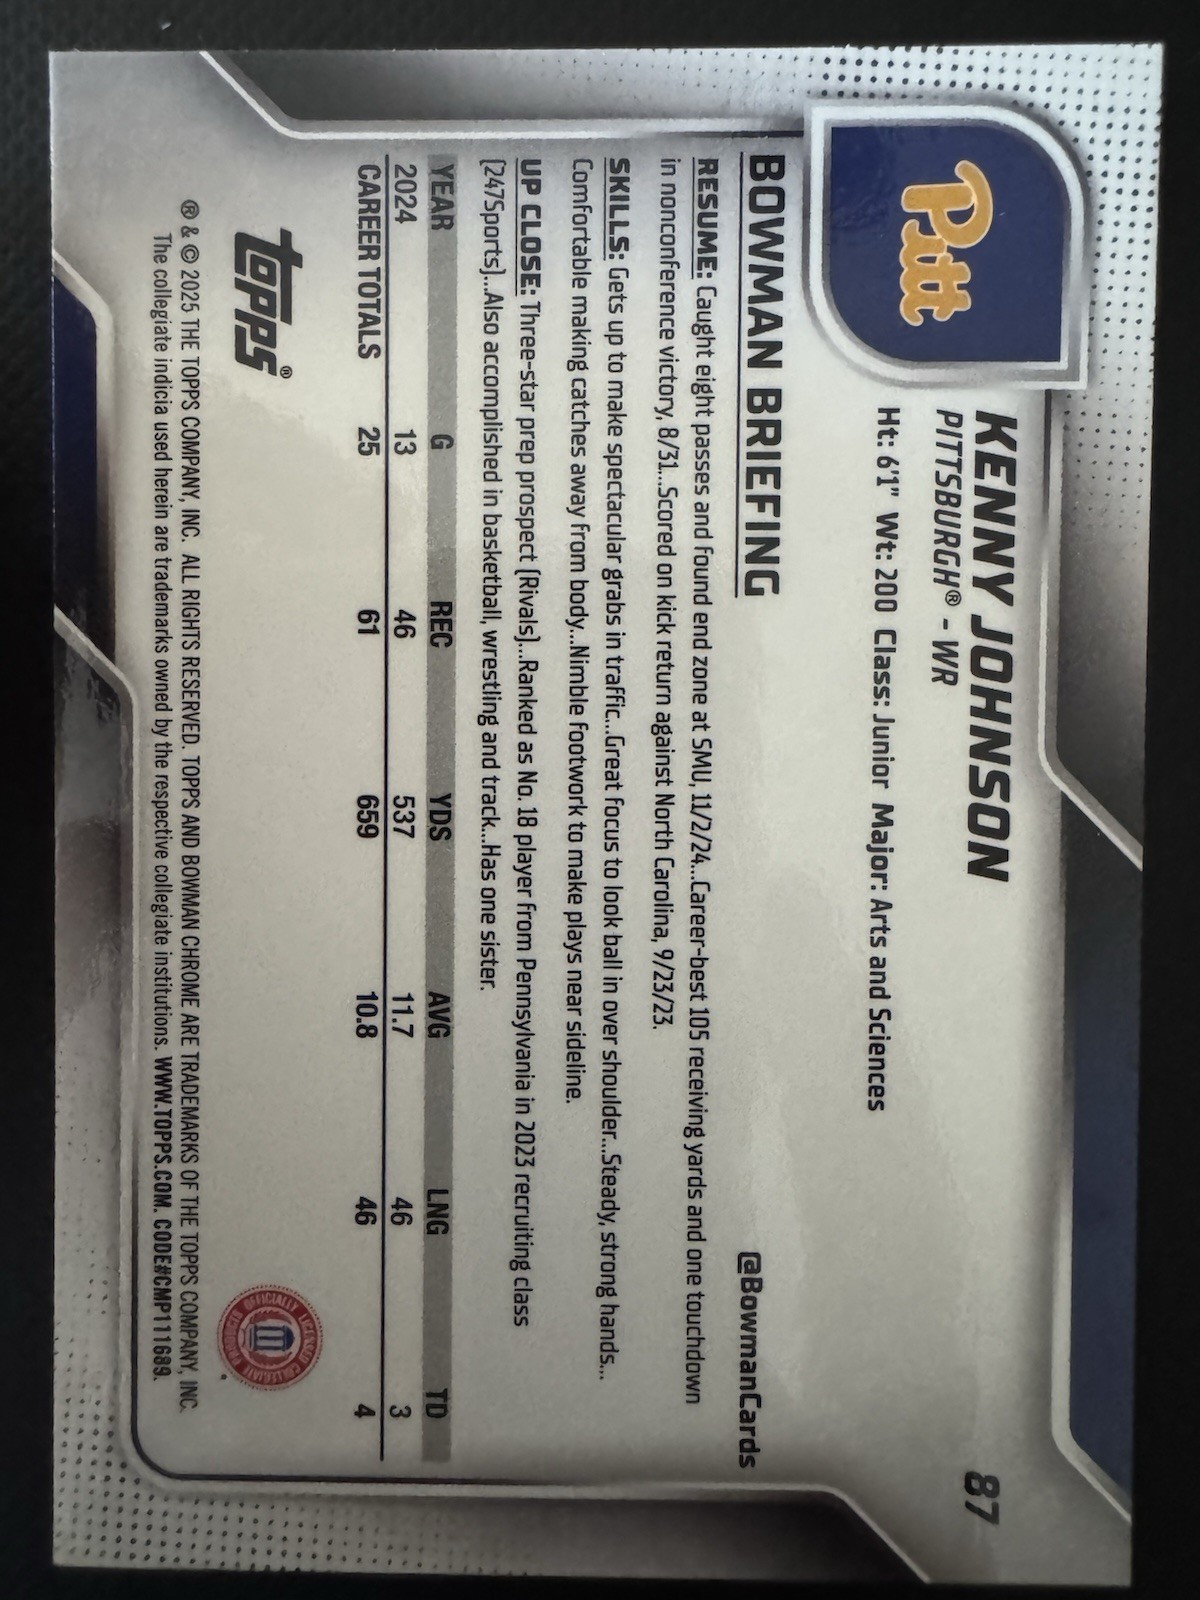 Pitt
87
KENNY JOHNSON
PITTSBURGH® - WR
Ht: 6'1" Wt: 200 Class: Junior Major: Arts and Sciences
BOWMAN BRIEFING
@BowmanCards
RESUME: Caught eight passes and found end zone at SMU, 11/2/24...Career-best 105 receiving yards and one touchdown
in nonconference victory, 8/31...Scored on kick return against North Carolina, 9/23/23.
SKILLS: Gets up to make spectacular grabs in traffic...Great focus to look ball in over shoulder...Steady, strong hands...
Comfortable making catches away from body...Nimble footwork to make plays near sideline.
UP CLOSE: Three-star prep prospect (Rivals)...Ranked as No. 18 player from Pennsylvania in 2023 recruiting class
(247Sports)...Also accomplished in basketball, wrestling and track...Has one sister.
YEAR G REC YDS AVG LNG TD
2024 13 46 537 11.7 46 3
CAREER TOTALS 25 61 659 10.8 46 4
topps®
OFFICIALLY LICENSED COLLEGIATE PRODUCTS
® & © 2025 THE TOPPS COMPANY, INC. ALL RIGHTS RESERVED. TOPPS AND BOWMAN CHROME ARE TRADEMARKS OF THE TOPPS COMPANY, INC.
The collegiate indicia used herein are trademarks owned by the respective collegiate institutions. WWW.TOPPS.COM. CODE#CMP111689.